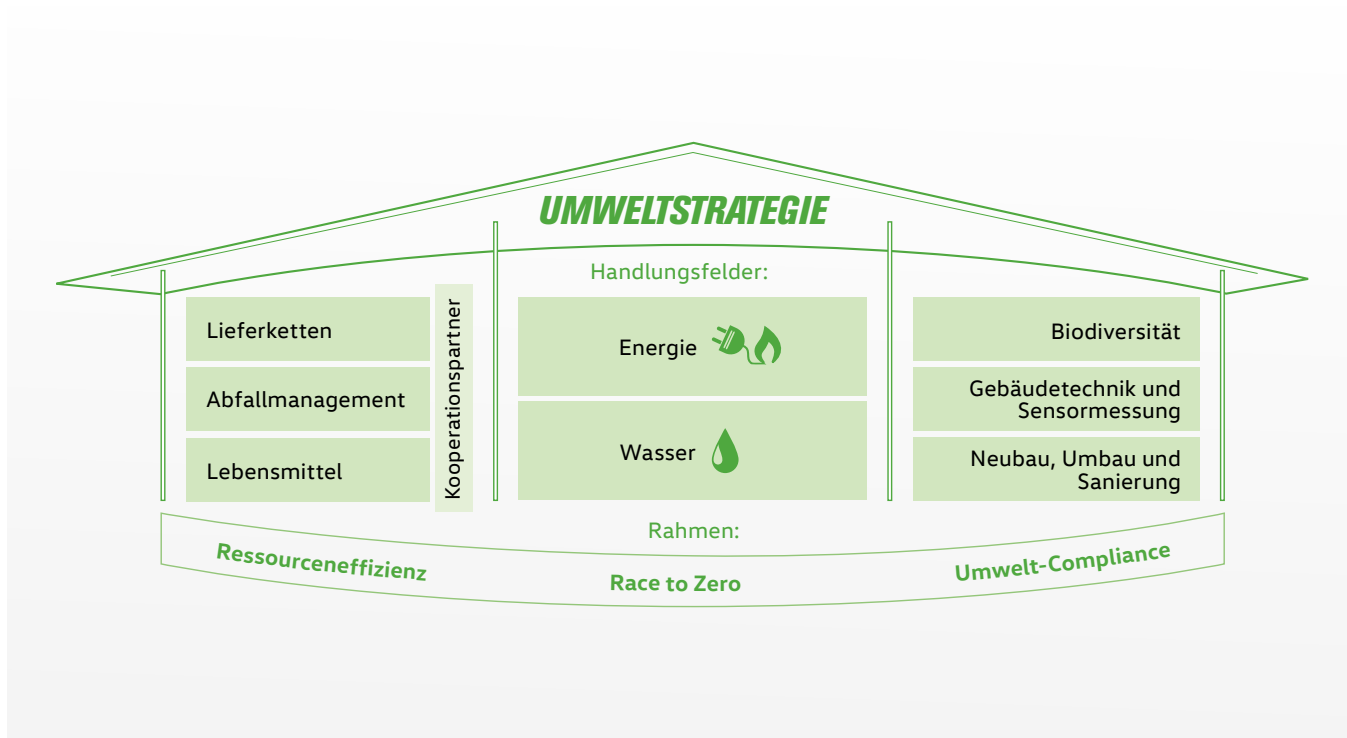 UMWELTSTRATEGIE
Handlungsfelder:
Lieferketten
Abfallmanagement
Lebensmittel
Kooperationspartner
Energie
Wasser
Biodiversität
Gebäudetechnik und
Sensormessung
Neubau, Umbau und
Sanierung
Rahmen:
Ressourceneffizienz
Race to Zero
Umwelt-Compliance